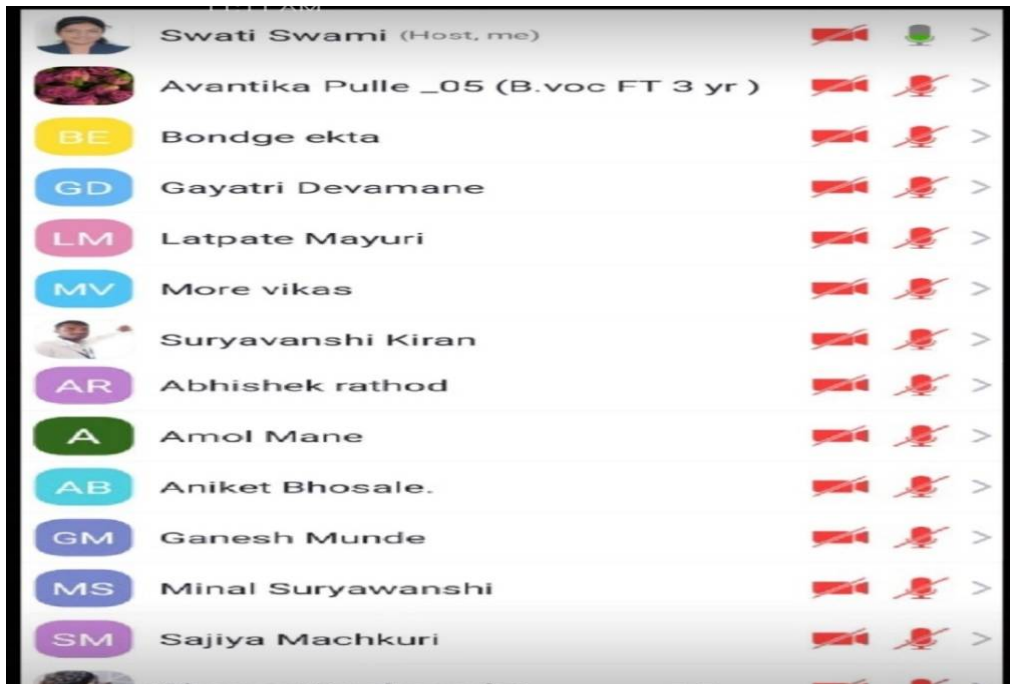 Swati Swami (Host, me)
Avantika Pulle _05 (B.voc FT 3 yr )
BE Bondge ekta
GD Gayatri Devamane
LM Latpate Mayuri
MV More vikas
Suryavanshi Kiran
AR Abhishek rathod
A Amol Mane
AB Aniket Bhosale.
GM Ganesh Munde
MS Minal Suryawanshi
SM Sajiya Machkuri